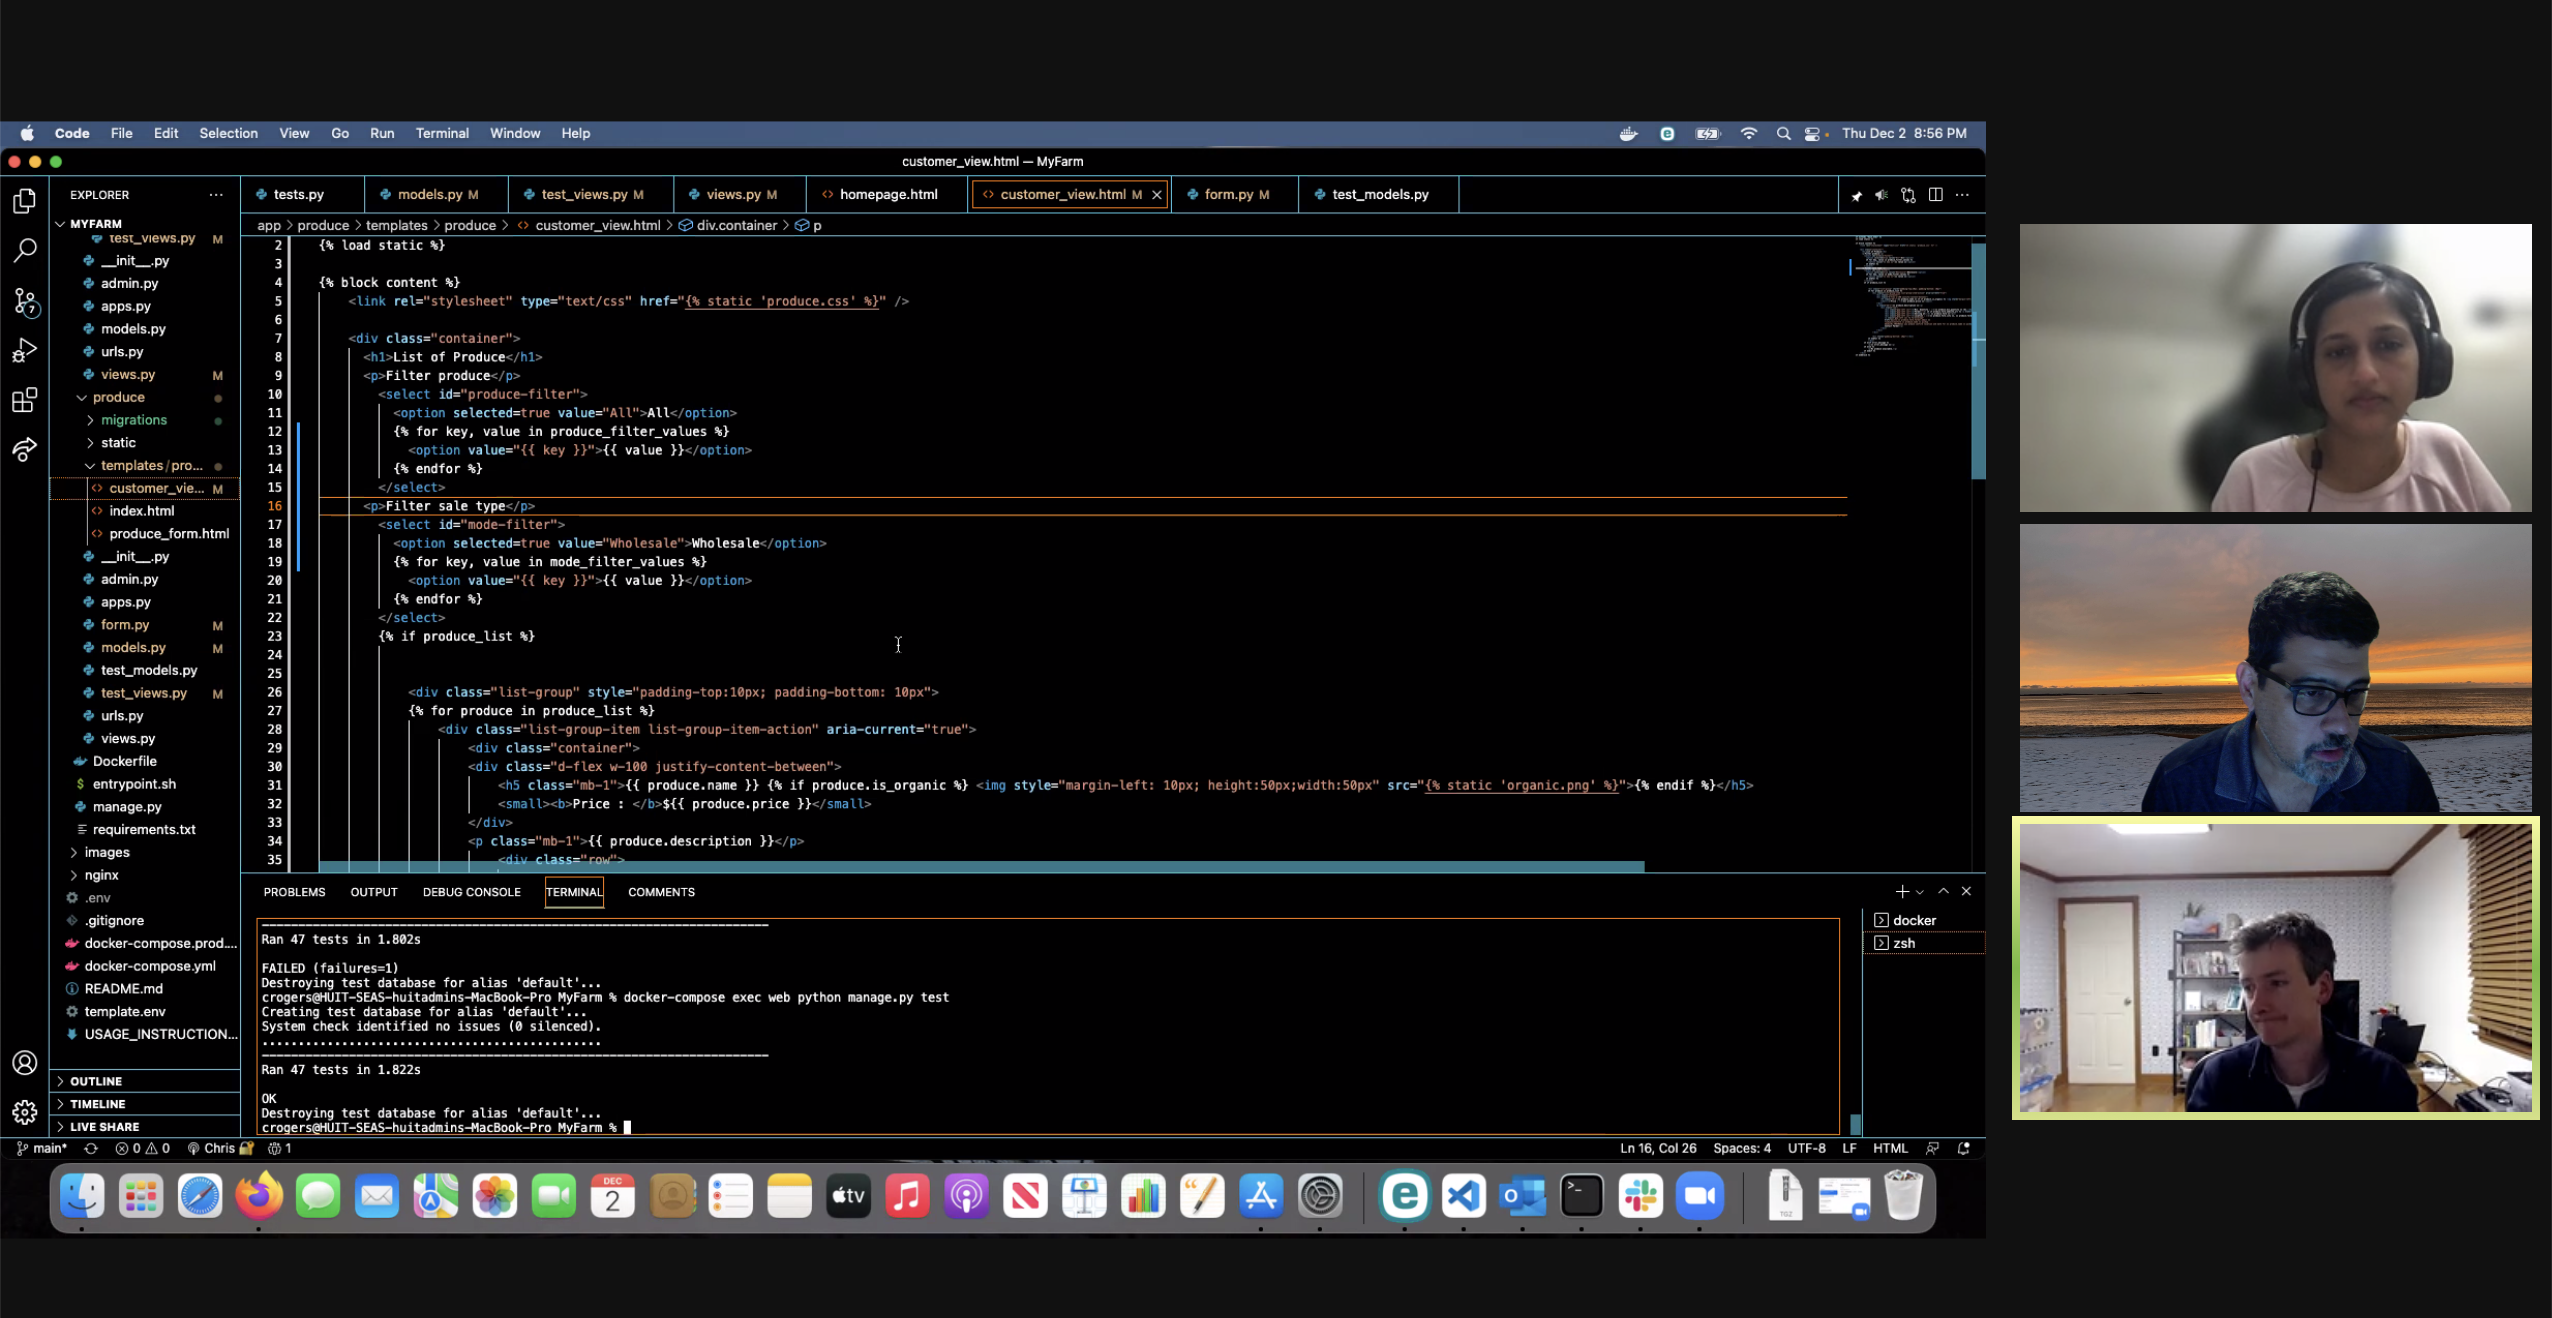 Code File Edit Selection View Go Run Terminal Window Help
Thu Dec 2 8:56 PM
customer_view.html — MyFarm
EXPLORER
tests.py
models.py M
test_views.py M
views.py M
homepage.html
customer_view.html M
form.py M
test_models.py
app > produce > templates > produce > customer_view.html > div.container > p
MYFARM
test_views.py M
__init__.py
admin.py
apps.py
models.py
urls.py
views.py M
produce
migrations
static
templates/pro...
customer_vie... M
index.html
produce_form.html
__init__.py
admin.py
apps.py
form.py M
models.py M
test_models.py
test_views.py M
urls.py
views.py
Dockerfile
entrypoint.sh
manage.py
requirements.txt
images
nginx
.env
.gitignore
docker-compose.prod....
docker-compose.yml
README.md
template.env
USAGE_INSTRUCTION...
OUTLINE
TIMELINE
LIVE SHARE
7
2 {% load static %}
3
4 {% block content %}
5 <link rel="stylesheet" type="text/css" href="{% static 'produce.css' %}" />
6
7 <div class="container">
8 <h1>List of Produce</h1>
9 <p>Filter produce</p>
10 <select id="produce-filter">
11 <option selected=true value="All">All</option>
12 {% for key, value in produce_filter_values %}
13 <option value="{{ key }}">{{ value }}</option>
14 {% endfor %}
15 </select>
16 <p>Filter sale type</p>
17 <select id="mode-filter">
18 <option selected=true value="Wholesale">Wholesale</option>
19 {% for key, value in mode_filter_values %}
20 <option value="{{ key }}">{{ value }}</option>
21 {% endfor %}
22 </select>
23 {% if produce_list %}
24
25
26 <div class="list-group" style="padding-top:10px; padding-bottom: 10px">
27 {% for produce in produce_list %}
28 <div class="list-group-item list-group-item-action" aria-current="true">
29 <div class="container">
30 <div class="d-flex w-100 justify-content-between">
31 <h5 class="mb-1">{{ produce.name }} {% if produce.is_organic %} <img style="margin-left: 10px; height:50px;width:50px" src="{% static 'organic.png' %}">{% endif %}</h5>
32 <small><b>Price : </b>${{ produce.price }}</small>
33 </div>
34 <p class="mb-1">{{ produce.description }}</p>
35 <div class="row">
PROBLEMS OUTPUT DEBUG CONSOLE TERMINAL COMMENTS
docker
zsh
Ran 47 tests in 1.802s
FAILED (failures=1)
Destroying test database for alias 'default'...
crogers@HUIT-SEAS-huitadmins-MacBook-Pro MyFarm % docker-compose exec web python manage.py test
Creating test database for alias 'default'...
System check identified no issues (0 silenced).
...............................................
Ran 47 tests in 1.822s
OK
Destroying test database for alias 'default'...
crogers@HUIT-SEAS-huitadmins-MacBook-Pro MyFarm %
main* 0 0 Chris 1
Ln 16, Col 26 Spaces: 4 UTF-8 LF HTML
DEC
2
tv
TGZ